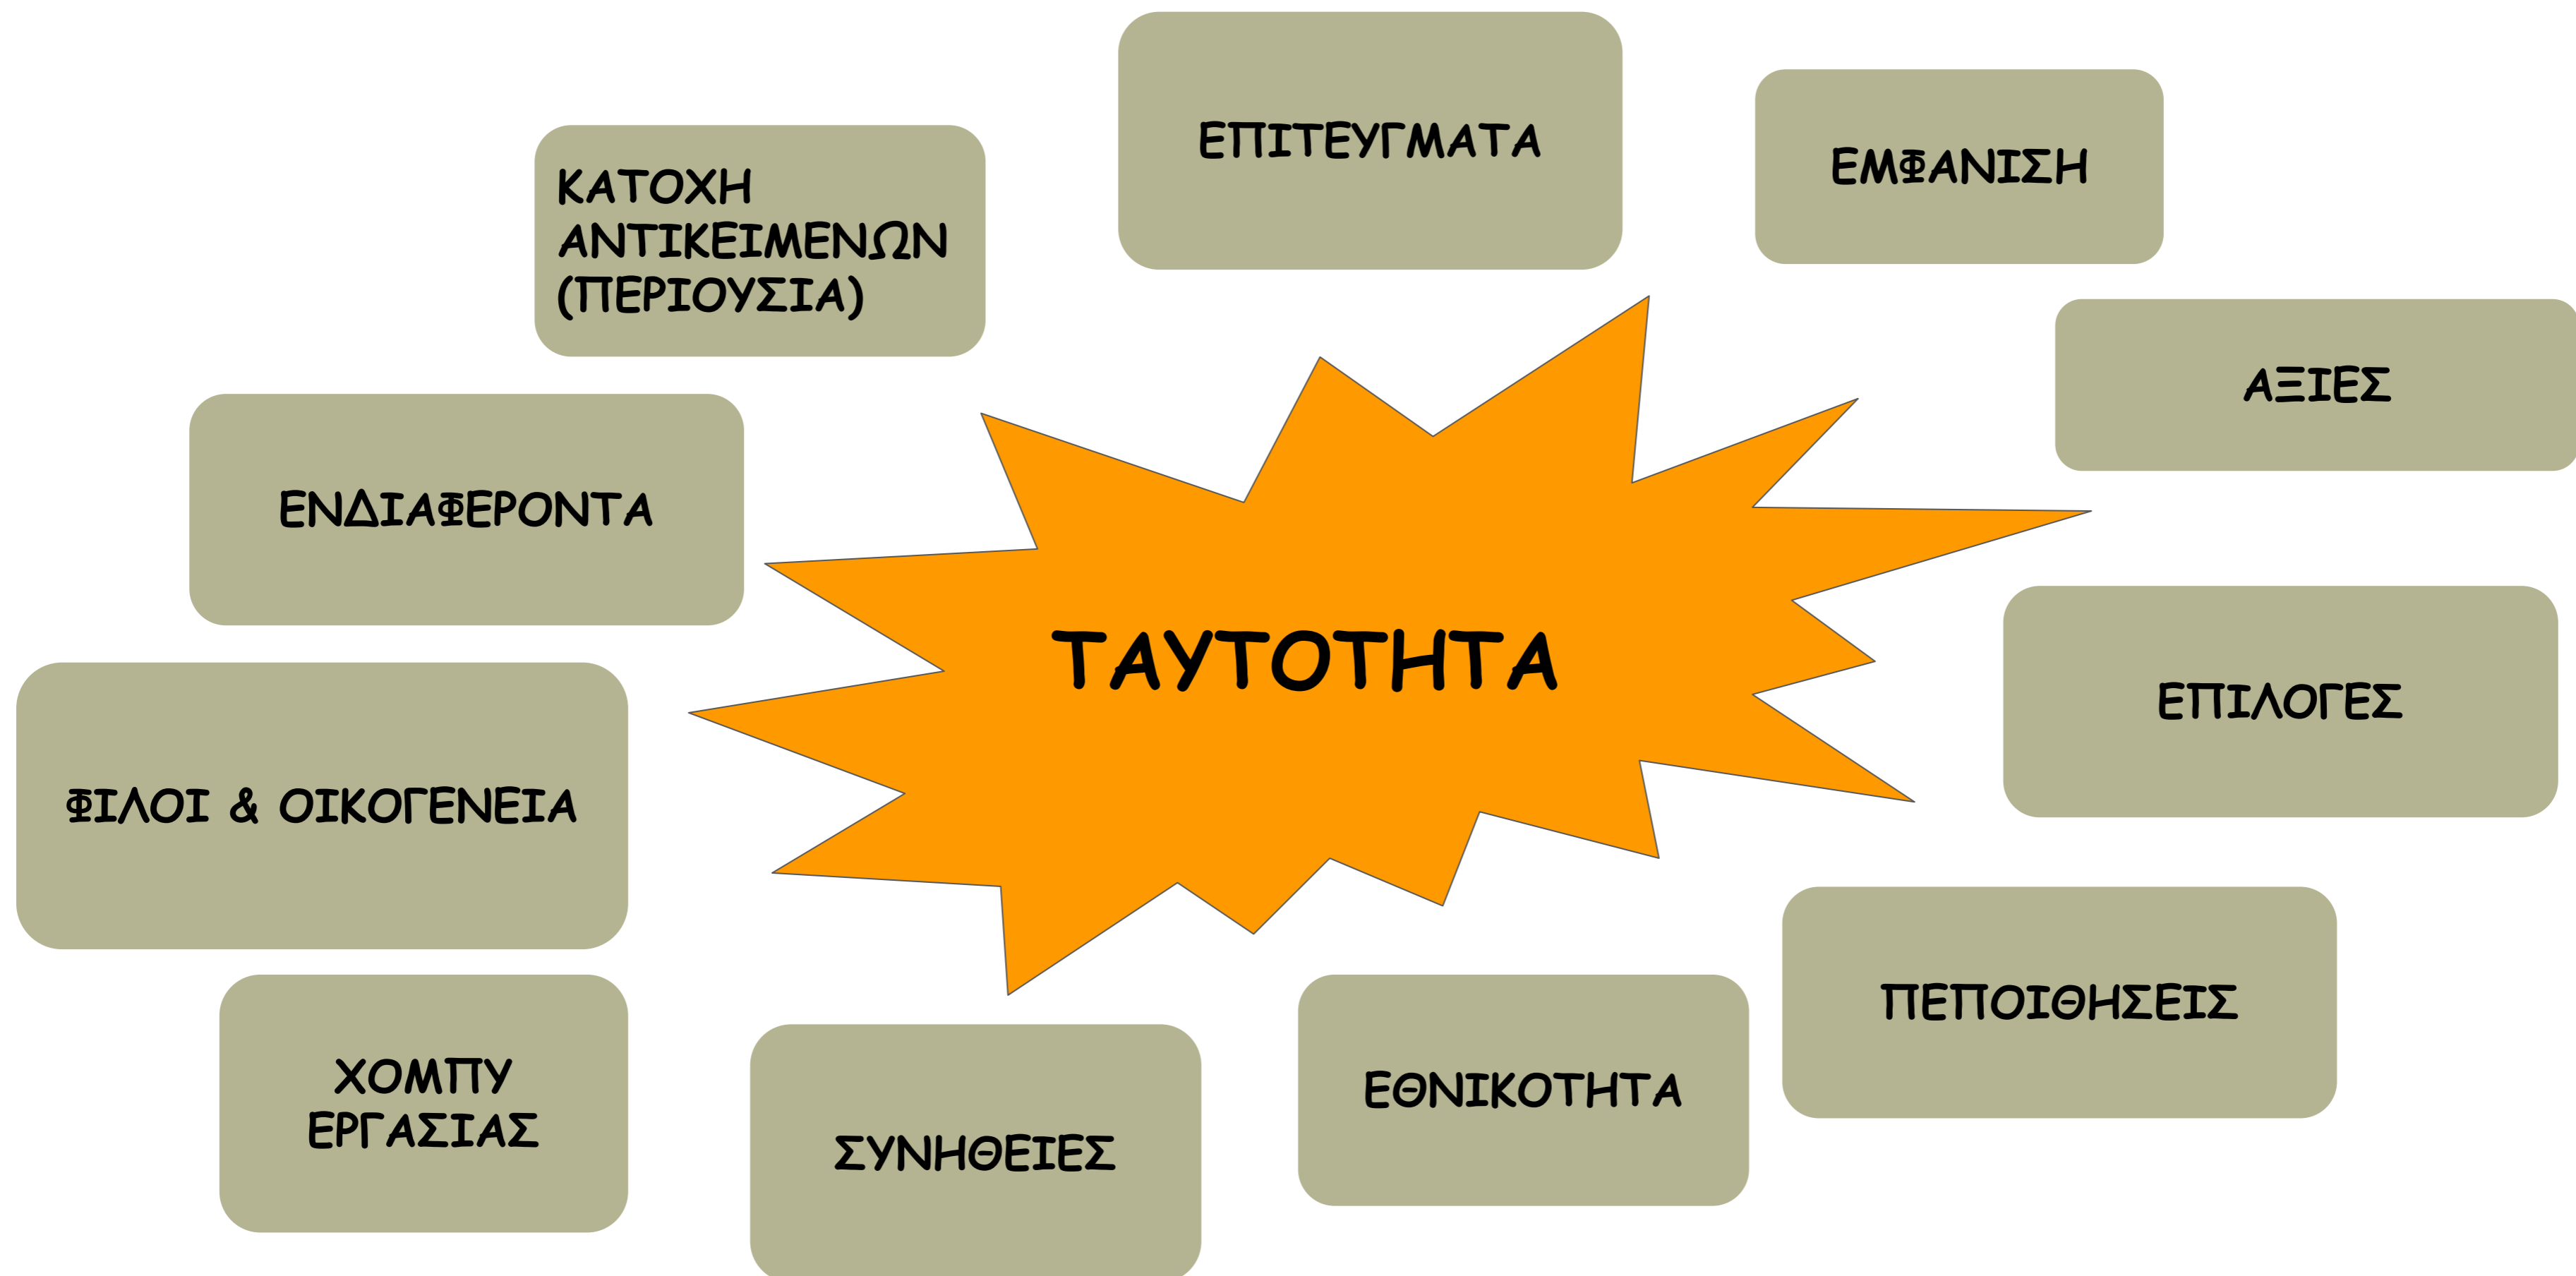 ΕΠΙΤΕΥΓΜΑΤΑ
ΕΜΦΑΝΙΣΗ
ΚΑΤΟΧΗ
ΑΝΤΙΚΕΙΜΕΝΩΝ
(ΠΕΡΙΟΥΣΙΑ)
ΑΞΙΕΣ
ΕΝΔΙΑΦΕΡΟΝΤΑ
ΤΑΥΤΟΤΗΤΑ
ΕΠΙΛΟΓΕΣ
ΦΙΛΟΙ & ΟΙΚΟΓΕΝΕΙΑ
ΠΕΠΟΙΘΗΣΕΙΣ
ΧΟΜΠΥ
ΕΡΓΑΣΙΑΣ
ΕΘΝΙΚΟΤΗΤΑ
ΣΥΝΗΘΕΙΕΣ